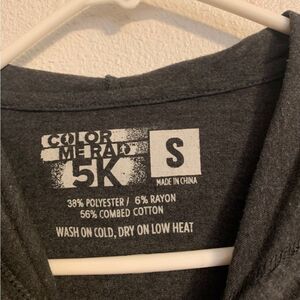 COLOR
ME RAD
5K
S
MADE IN CHINA
38% POLYESTER / 6% RAYON
56% COMBED COTTON
WASH ON COLD, DRY ON LOW HEAT